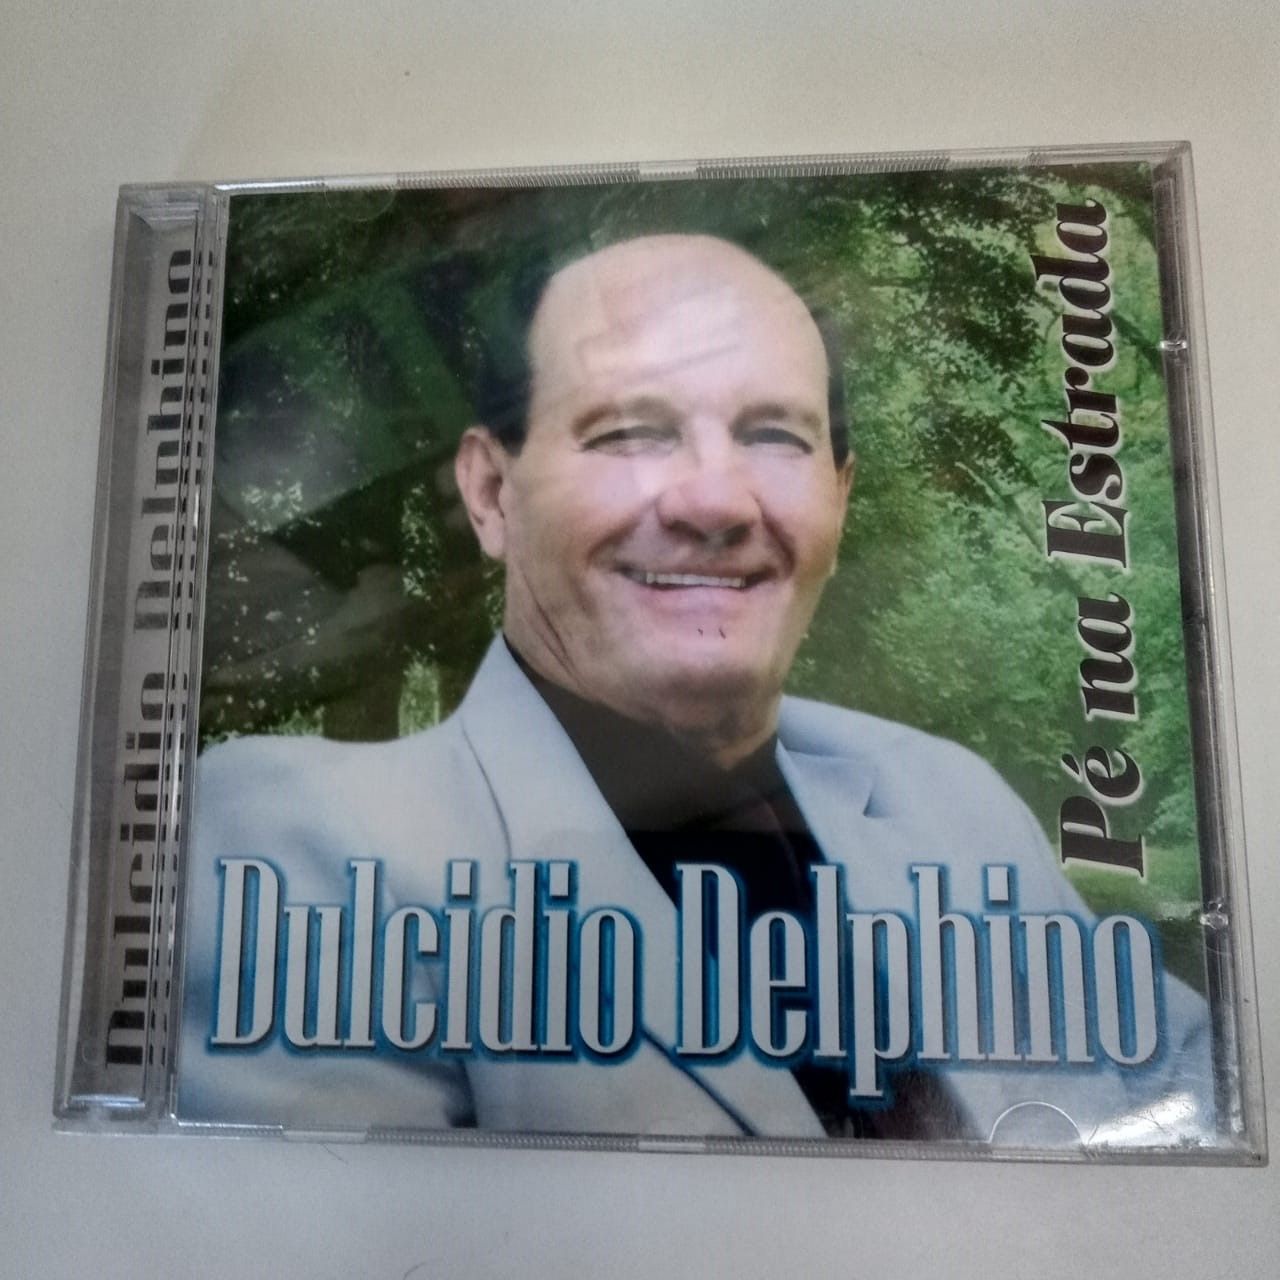 Dulcidio Delphino
Pé na Estrada
Dulcidio Delphino